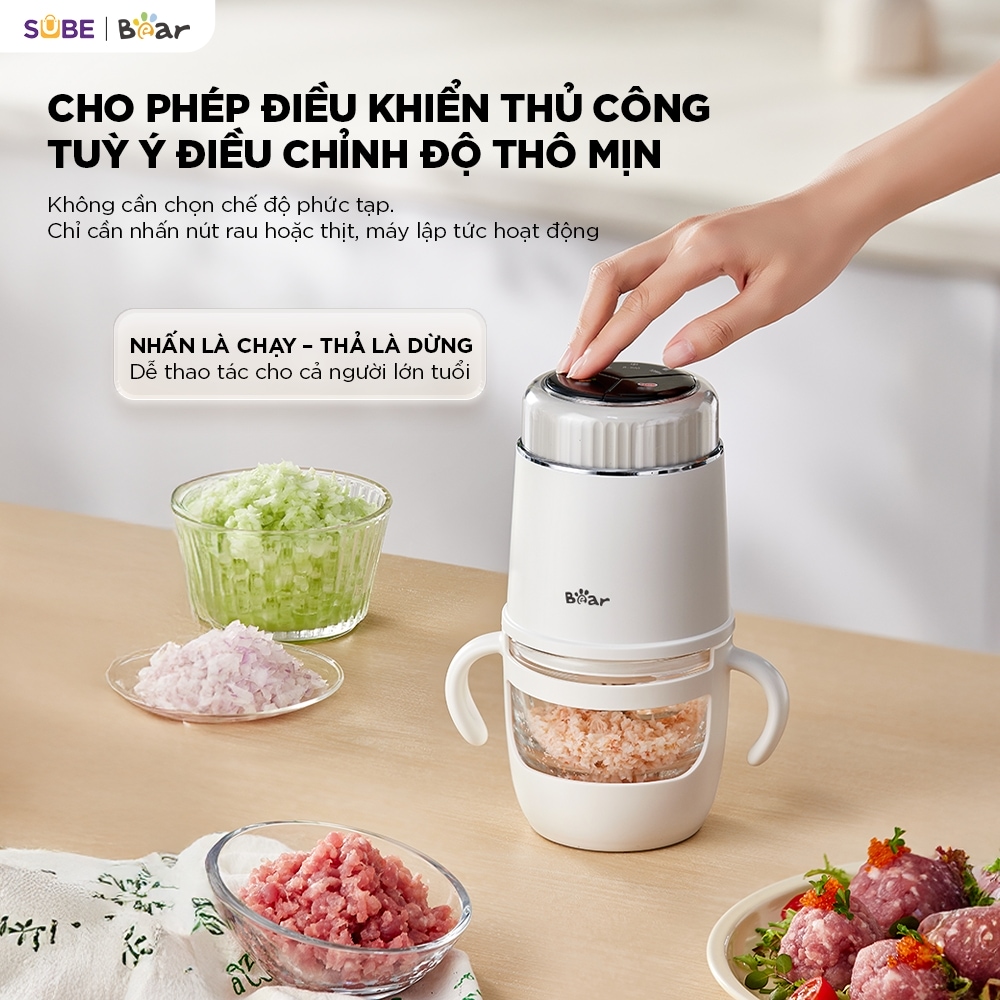 SUBE | Bear
CHO PHÉP ĐIỀU KHIỂN THỦ CÔNG
TUỲ Ý ĐIỀU CHỈNH ĐỘ THÔ MỊN
Không cần chọn chế độ phức tạp.
Chỉ cần nhấn nút rau hoặc thịt, máy lập tức hoạt động
NHẤN LÀ CHẠY – THẢ LÀ DỪNG
Dễ thao tác cho cả người lớn tuổi
Bear